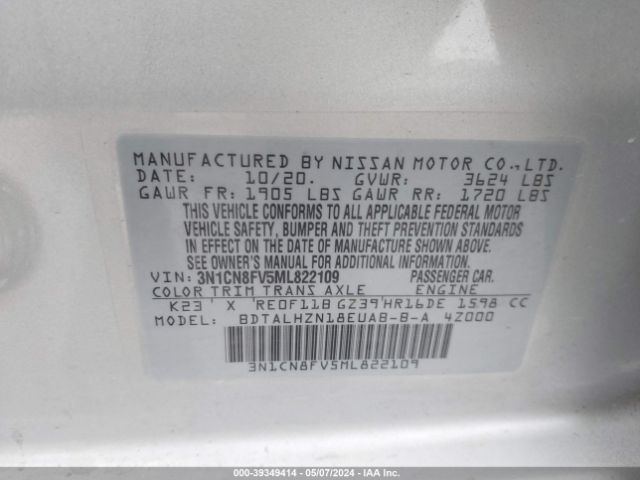 MANUFACTURED BY NISSAN MOTOR CO.,LTD.
DATE: 10/20. GVWR: 3624 LBS
GAWR FR: 1905 LBS GAWR RR: 1720 LBS
THIS VEHICLE CONFORMS TO ALL APPLICABLE FEDERAL MOTOR
VEHICLE SAFETY, BUMPER AND THEFT PREVENTION STANDARDS
IN EFFECT ON THE DATE OF MANUFACTURE SHOWN ABOVE.
SEE OWNER'S MANUAL FOR ADDITIONAL INFORMATION.
VIN: 3N1CN8FV5ML822109 PASSENGER CAR.
COLOR TRIM TRANS AXLE ENGINE
K23 X RE0F11B GZ39 HR16DE 1598 CC
MODEL: BDTALHZN18EUAB-B-A 4Z000
3N1CN8FV5ML822109
000-39349414 - 05/07/2024 - IAA Inc.